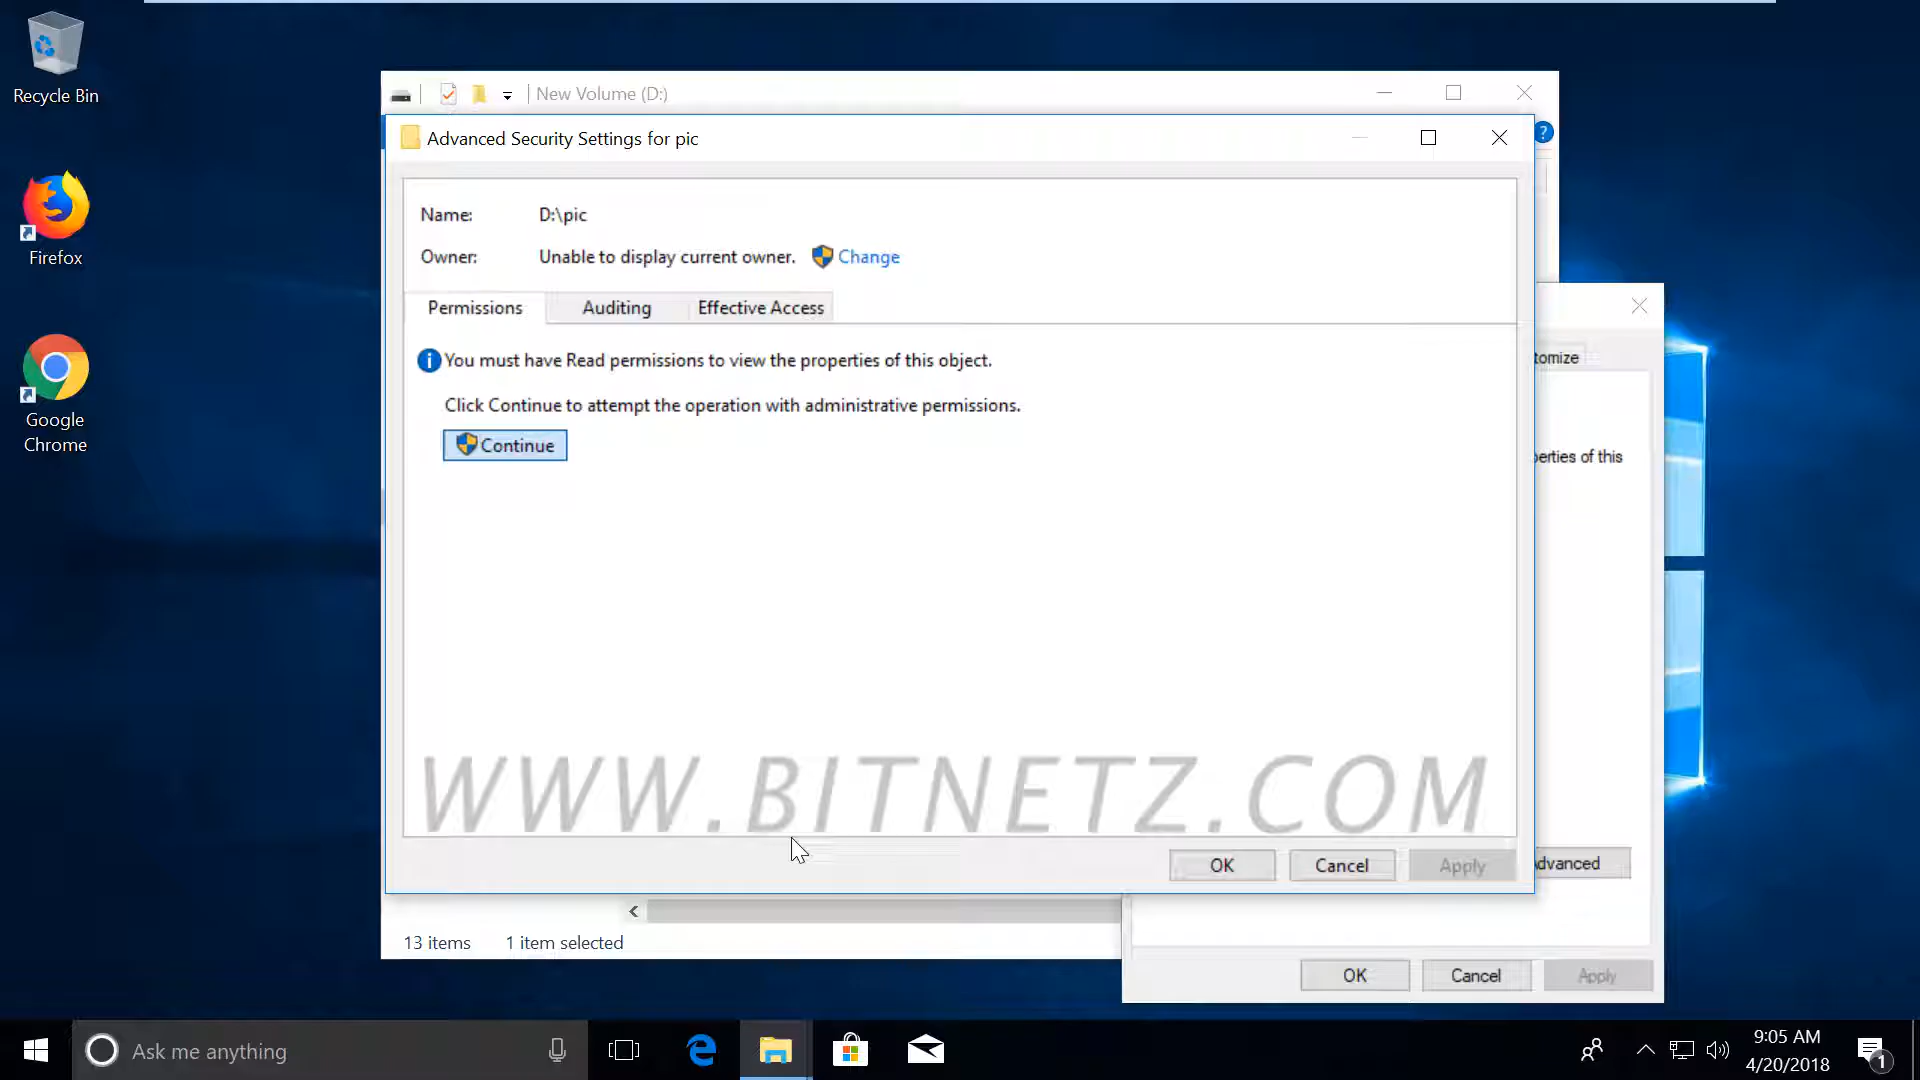 Recycle Bin
Firefox
Google
Chrome
New Volume (D:)
?
Advanced Security Settings for pic
Name: D:\pic
Owner: Unable to display current owner. Change
Permissions Auditing Effective Access
You must have Read permissions to view the properties of this object.
Click Continue to attempt the operation with administrative permissions.
Continue
WWW.BITNETZ.COM
OK Cancel Apply
tomize
perties of this
dvanced
13 items 1 item selected
OK Cancel Apply
Ask me anything
9:05 AM
4/20/2018
1